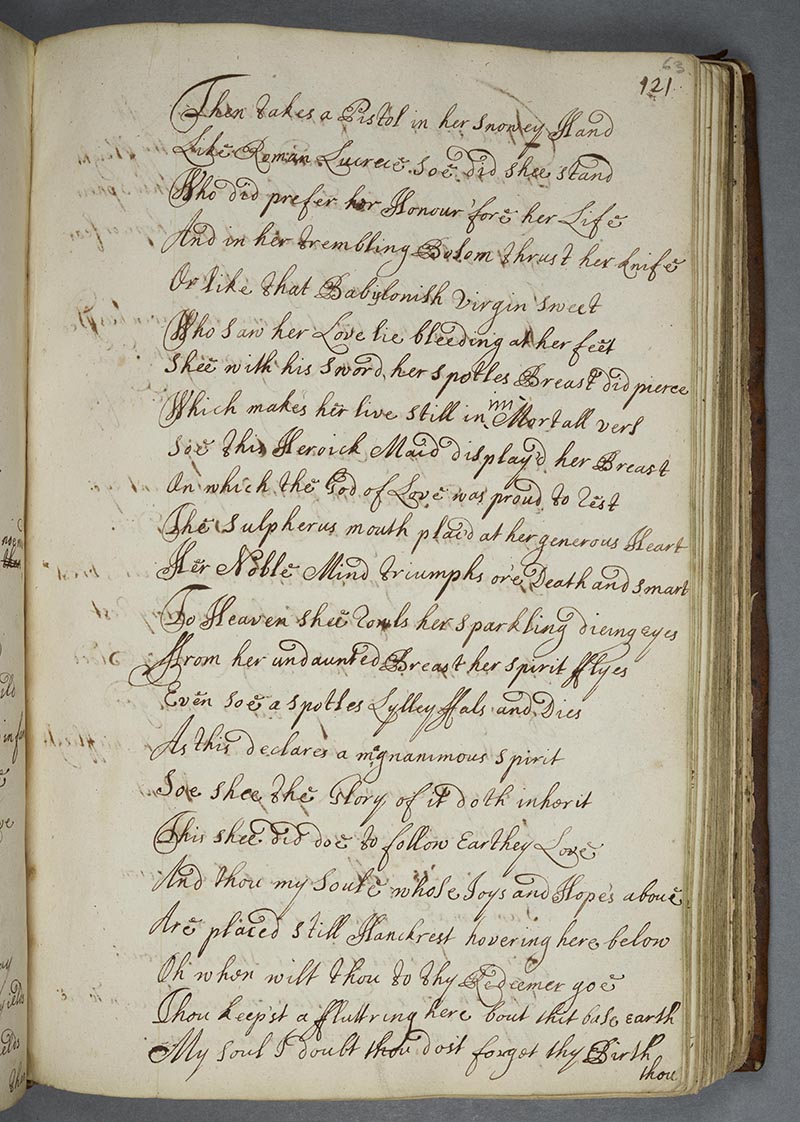 63
121
Then takes a Pistol in her snowey Hand
Like Roman Lucrece soe did shee stand
Who did prefer her Honour 'fore her Life
And in her trembling Bosom thrust her knife
Or like that Babylonish Virgin sweet
Who saw her Love lie bleeding at her feet
Shee with his sword her spotles Breast did pierce
Which makes her live still in im Mortall vers
Soe this Heroick Maid display'd her Breast
On which the God of Love was proud to rest
The sulpherus mouth plac'd at her generous Heart
Her Noble Mind triumphs o're Death and smart
To Heaven shee rowls her sparkling dieing eyes
From her undaunted Breast her spirit fflyes
Even soe a spotles Lylley ffals and Dies
As this declares a magnanimous spirit
Soe shee the Glory of it doth inherit
This shee did doe to follow Earthey Love
And thou my Soule whose Joys and Hope's above
Are placed still Hanckrest hovering here below
Oh when wilt thou to thy Redeemer goe
Thou keep'st a ffluttring here bout this base earth
My soul I doubt thou dost forget thy Birth
thou